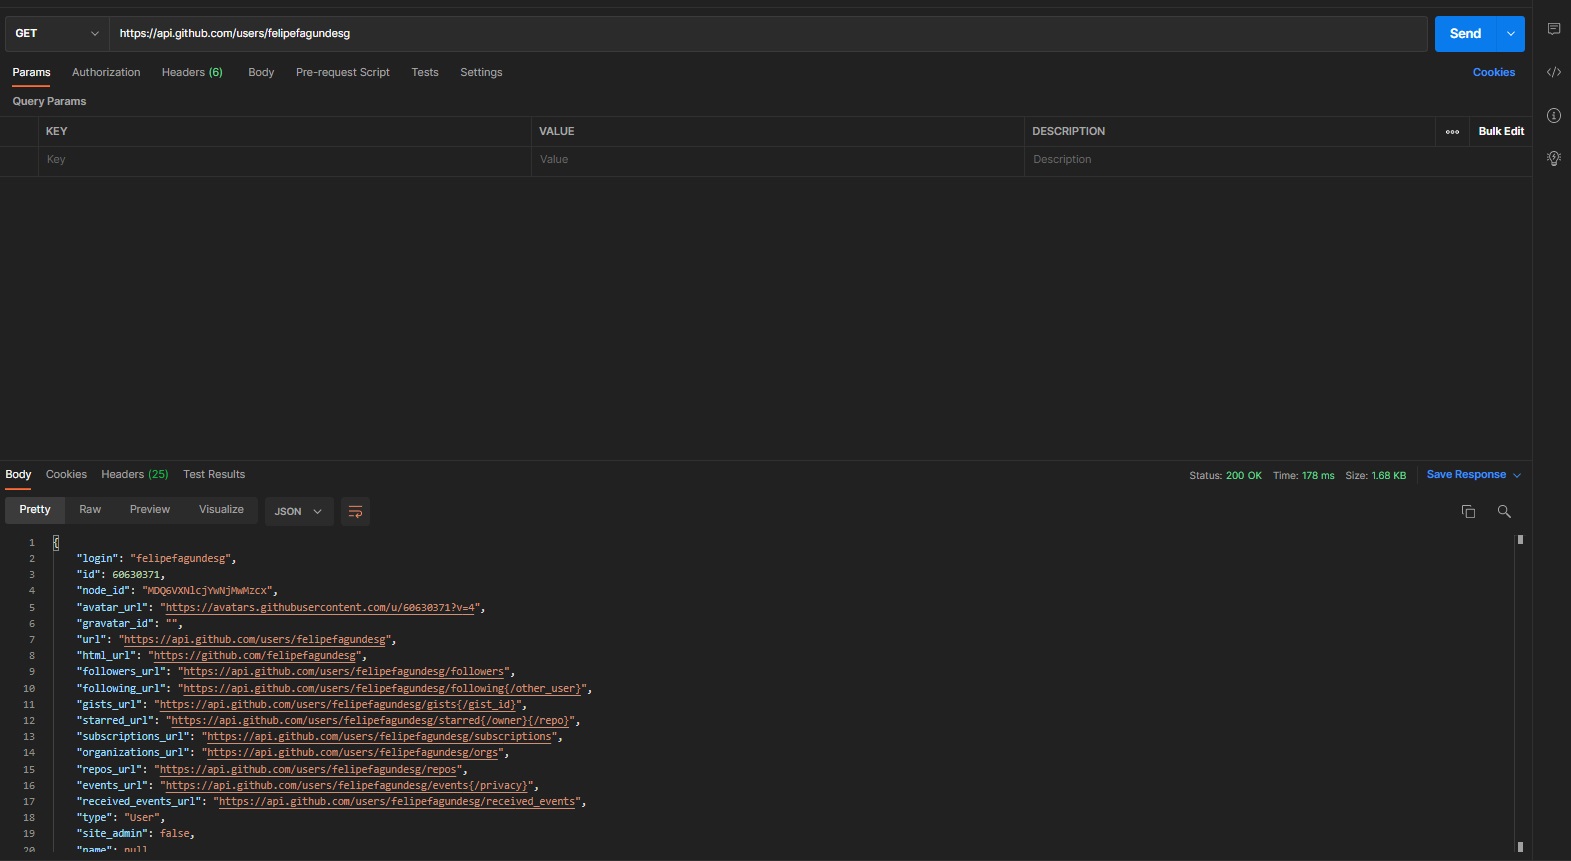 GET https://api.github.com/users/felipefagundesg Send
Params Authorization Headers (6) Body Pre-request Script Tests Settings Cookies
Query Params
KEY VALUE DESCRIPTION ooo Bulk Edit
Key Value Description
Body Cookies Headers (25) Test Results Status: 200 OK Time: 178 ms Size: 1.68 KB Save Response
Pretty Raw Preview Visualize JSON
1 {
2 "login": "felipefagundesg",
3 "id": 60630371,
4 "node_id": "MDQ6VXNlcjYwNjMwMzcx",
5 "avatar_url": "https://avatars.githubusercontent.com/u/60630371?v=4",
6 "gravatar_id": "",
7 "url": "https://api.github.com/users/felipefagundesg",
8 "html_url": "https://github.com/felipefagundesg",
9 "followers_url": "https://api.github.com/users/felipefagundesg/followers",
10 "following_url": "https://api.github.com/users/felipefagundesg/following{/other_user}",
11 "gists_url": "https://api.github.com/users/felipefagundesg/gists{/gist_id}",
12 "starred_url": "https://api.github.com/users/felipefagundesg/starred{/owner}{/repo}",
13 "subscriptions_url": "https://api.github.com/users/felipefagundesg/subscriptions",
14 "organizations_url": "https://api.github.com/users/felipefagundesg/orgs",
15 "repos_url": "https://api.github.com/users/felipefagundesg/repos",
16 "events_url": "https://api.github.com/users/felipefagundesg/events{/privacy}",
17 "received_events_url": "https://api.github.com/users/felipefagundesg/received_events",
18 "type": "User",
19 "site_admin": false,
20 "name": null